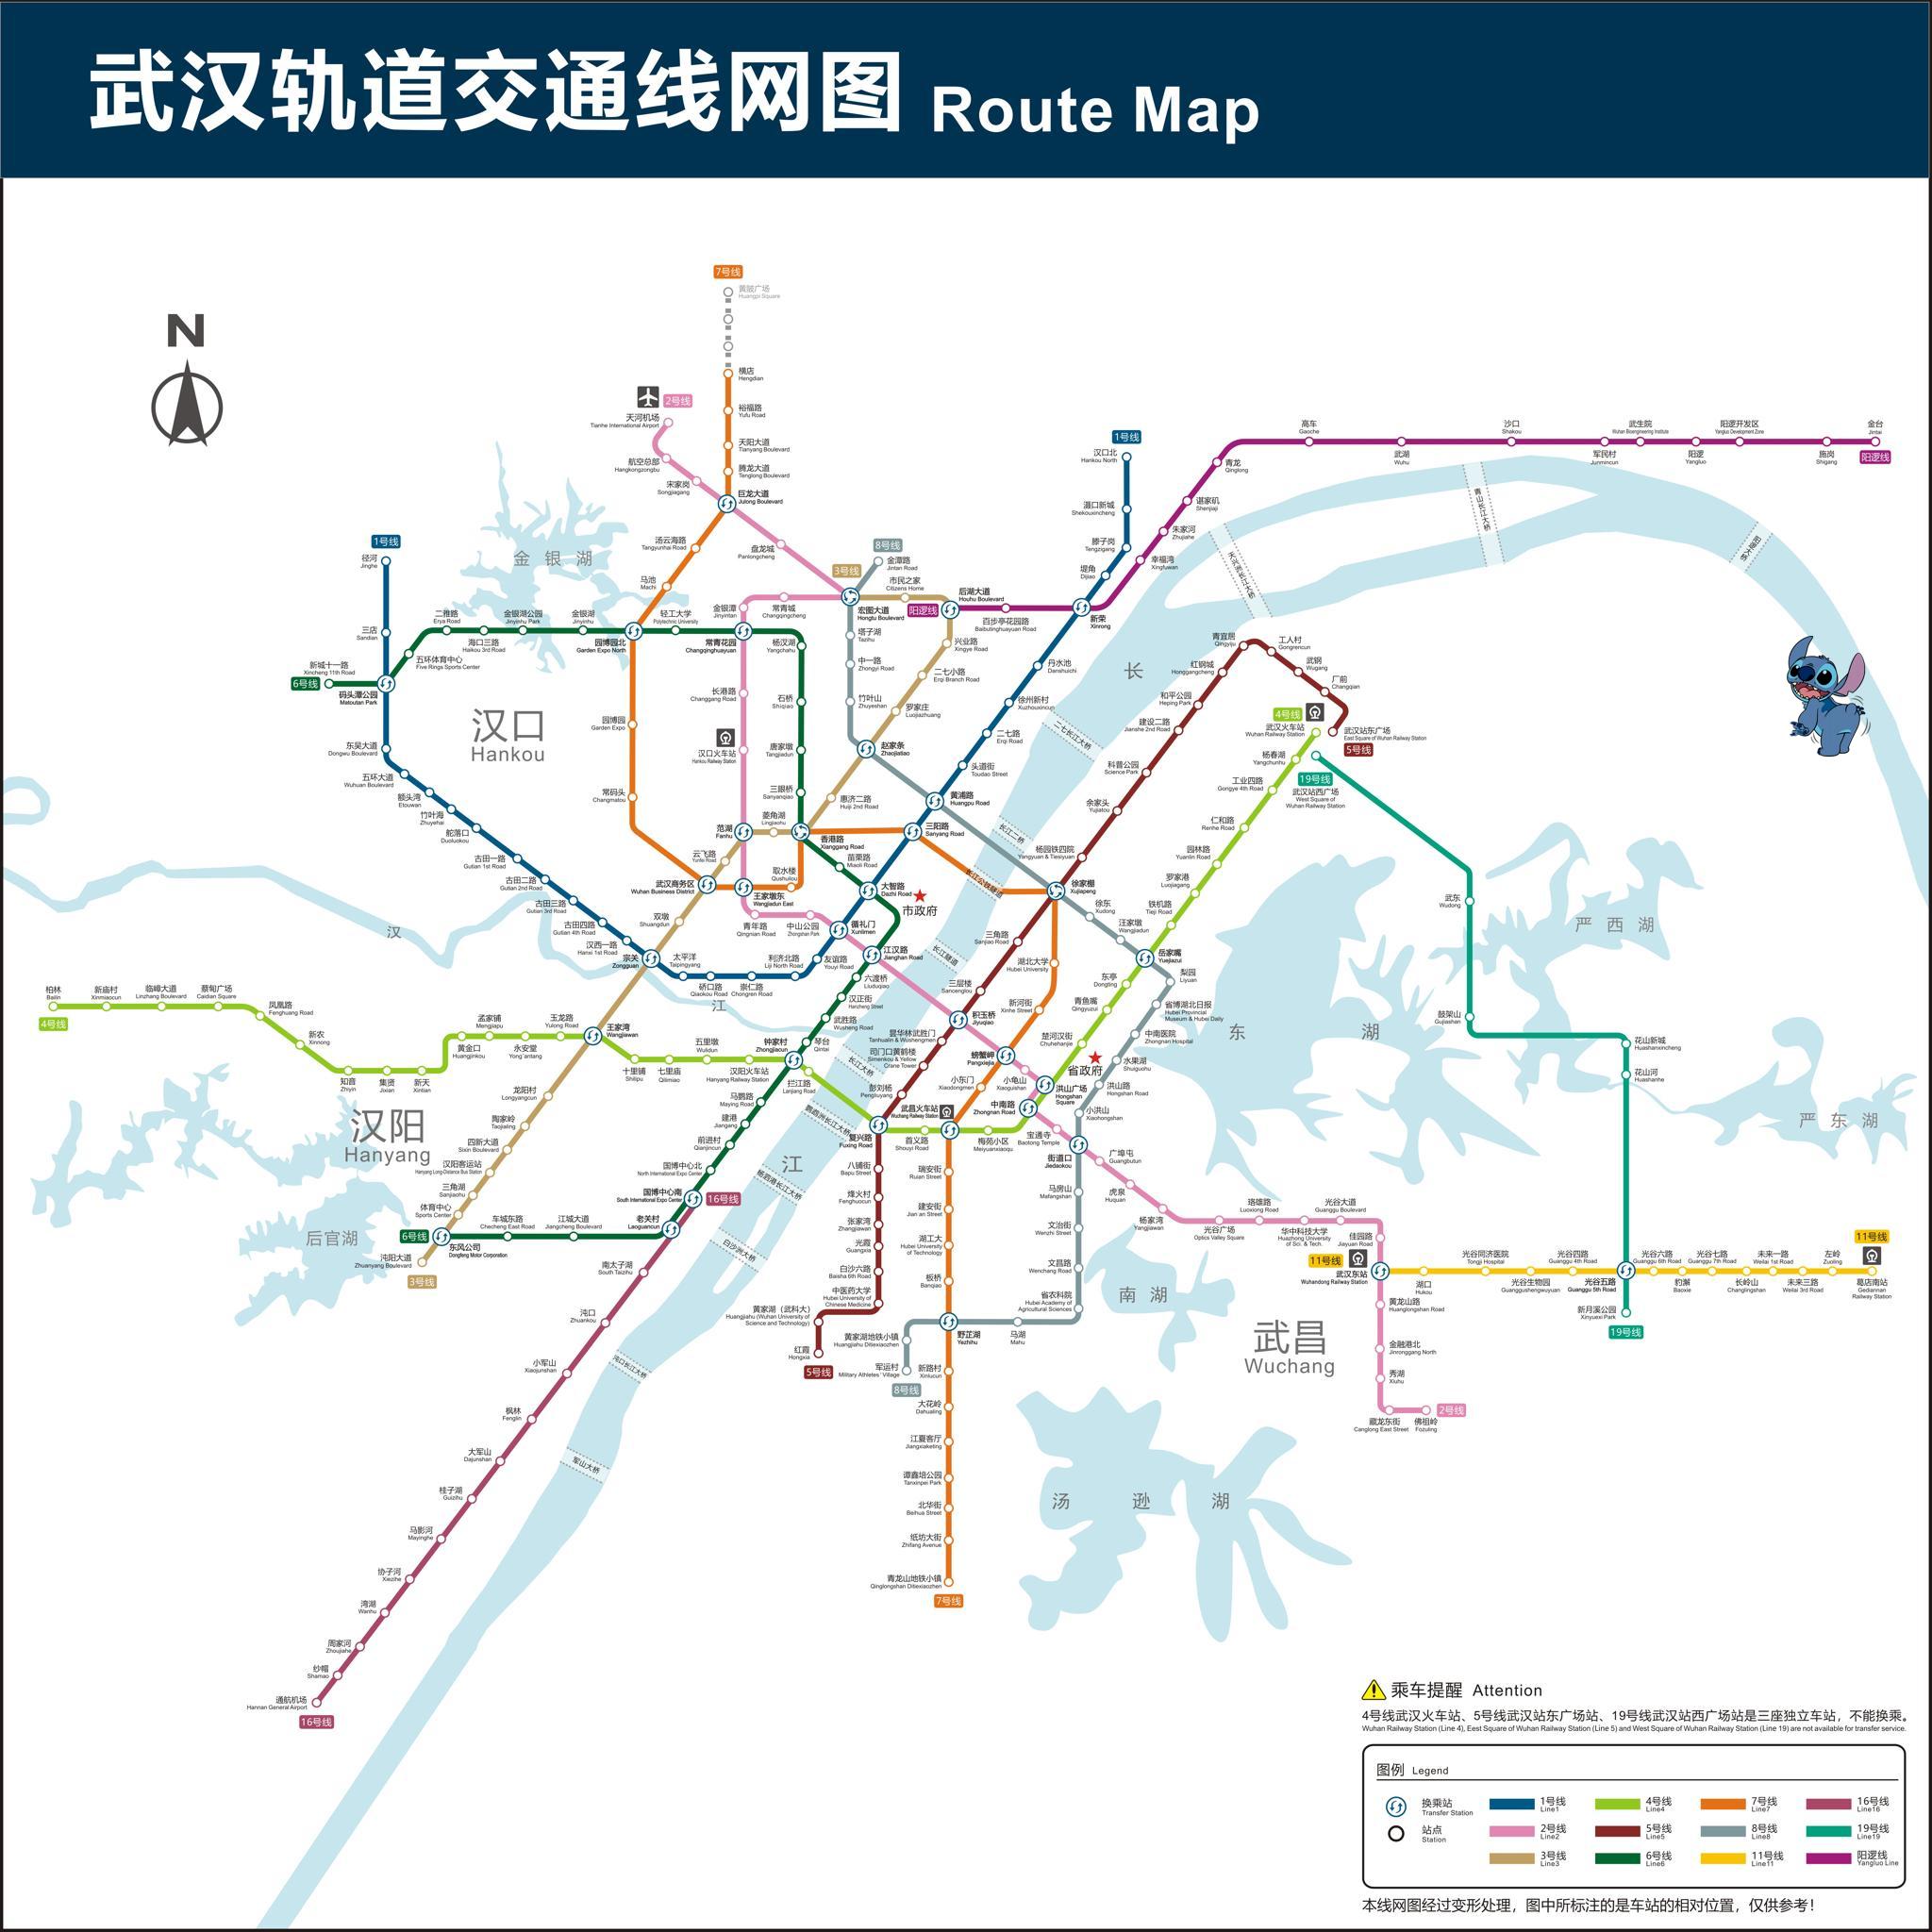 武汉轨道交通线网图 Route Map
N
7号线
黄陂广场
Huangpi Square
横店
Hengdian
裕福路
Yufu Road
天阳大道
Tianyang Boulevard
腾龙大道
Tenglong Boulevard
巨龙大道
Julong Boulevard
2号线
天河机场
Tianhe International Airport
航空总部
Hangkongzongbu
宋家岗
Songjiagang
盘龙城
Panlongcheng
汤云海路
Tangyunhai Road
马池
Machi
1号线
汉口北
Hankou North
滠口新城
Shekouxincheng
滕子岗
Tengzigang
堤角
Dijiao
新荣
Xinrong
青龙
Qinglong
谌家矶
Shenjiaji
朱家河
Zhujiahe
幸福湾
Xingfuwan
高车
Gaoche
武湖
Wuhu
沙口
Shakou
军民村
Junmincun
武生院
Wuhan Bioengineering Institute
阳逻
Yangluo
阳逻开发区
Yangluo Development Zone
施岗
Shigang
金台
Jintai
阳逻线
青山长江大桥
天兴洲长江大桥
阳逻大桥
1号线
径河
Jinghe
三店
Sandian
6号线
新城十一路
Xincheng 11th Road
码头潭公园
Matoutan Park
五环体育中心
Five Rings Sports Center
二雅路
Erya Road
海口三路
Haikou 3rd Road
金银湖公园
Jinyinhu Park
金银湖
Jinyinhu
园博园北
Garden Expo North
轻工大学
Polytechnic University
常青花园
Changqinghuayuan
杨汊湖
Yangchahu
金银湖
金银潭
Jinyintan
常青城
Changqingcheng
8号线
金潭路
Jintan Road
3号线
宏图大道
Hongtu Boulevard
市民之家
Citizens Home
阳逻线
后湖大道
Houhu Boulevard
百步亭花园路
Baibutinghuayuan Road
塔子湖
Tazihu
中一路
Zhongyi Road
竹叶山
Zhuyeshan
兴业路
Xingye Road
二七小路
Erqi Branch Road
罗家庄
Luojiazhuang
赵家条
Zhaojiatiao
惠济二路
Huiji 2nd Road
丹水池
Danshuichi
徐州新村
Xuzhouxincun
二七路
Erqi Road
头道街
Toudao Street
黄浦路
Huangpu Road
三阳路
Sanyang Road
大智路
Dazhi Road
长
二七长江大桥
长江二桥
长江公铁隧道
长江隧道
长江大桥
鹦鹉洲长江大桥
杨泗港长江大桥
白沙洲大桥
沌口长江大桥
军山大桥
江
汉口
Hankou
园博园
Garden Expo
常码头
Changmatou
长港路
Changgang Road
汉口火车站
Hankou Railway Station
范湖
Fanhu
菱角湖
Lingjiaohu
石桥
Shiqiao
唐家墩
Tangjiadun
三眼桥
Sanyanqiao
香港路
Xianggang Road
苗栗路
Miaoli Road
云飞路
Yunfei Road
武汉商务区
Wuhan Business District
王家墩东
Wangjiadun East
取水楼
Qushuilou
双墩
Shuangdun
青年路
Qingnian Road
中山公园
Zhongshan Park
循礼门
Xunlimen
江汉路
Jianghan Road
市政府
东吴大道
Dongwu Boulevard
五环大道
Wuhuan Boulevard
额头湾
Etouwan
竹叶海
Zhuyehai
舵落口
Duoluokou
古田一路
Gutian 1st Road
古田二路
Gutian 2nd Road
古田三路
Gutian 3rd Road
古田四路
Gutian 4th Road
汉西一路
Hanxi 1st Road
宗关
Zongguan
太平洋
Taipingyang
硚口路
Qiaokou Road
崇仁路
Chongren Road
利济北路
Liji North Road
友谊路
Youyi Road
汉
江
六渡桥
Liuduqiao
汉正街
Hanzheng Street
武胜路
Wusheng Road
琴台
Qintai
青宜居
Qingyiju
工人村
Gongrencun
武钢
Wugang
厂前
Changqian
武汉站东广场
East Square of Wuhan Railway Station
5号线
红钢城
Honggangcheng
和平公园
Heping Park
建设二路
Jianshe 2nd Road
科普公园
Science Park
余家头
Yujiatou
杨园铁四院
Yangyuan & Tiesiyuan
徐家棚
Xujiapeng
三角路
Sanjiao Road
三层楼
Sancenglou
积玉桥
Jiyuqiao
昙华林武胜门
Tanhualin & Wushengmen
司门口黄鹤楼
Simenkou & Yellow
Crane Tower
彭刘杨
Pengliuyang
复兴路
Fuxing Road
4号线
武汉火车站
Wuhan Railway Station
杨春湖
Yangchunhu
19号线
武汉站西广场
West Square of
Wuhan Railway Station
工业四路
Gongye 4th Road
仁和路
Renhe Road
园林路
Yuanlin Road
罗家港
Luojiagang
铁机路
Tieji Road
岳家嘴
Yuejiazui
东亭
Dongting
青鱼嘴
Qingyuzui
楚河汉街
Chuhehanjie
洪山广场
Hongshan
Square
中南路
Zhongnan Road
徐东
Xudong
汪家墩
Wangjiadun
梨园
Liyuan
省博湖北日报
Hubei Provincial
Museum & Hubei Daily
中南医院
Zhongnan Hospital
水果湖
Shuiguohu
洪山路
Hongshan Road
小洪山
Xiaohongshan
省政府
湖北大学
Hubei University
新河街
Xinhe Street
螃蟹岬
Pangxiejia
小龟山
Xiaoguishan
小东门
Xiaodongmen
武昌火车站
Wuchang Railway Station
首义路
Shouyi Road
梅苑小区
Meiyuanxiaoqu
宝通寺
Baotong Temple
街道口
Jiedaokou
广埠屯
Guangbutun
虎泉
Huquan
杨家湾
Yangjiawan
光谷广场
Optics Valley Square
珞雄路
Luoxiong Road
华中科技大学
Huazhong University
of Sci. & Tech.
光谷大道
Guanggu Boulevard
佳园路
Jiayuan Road
武汉东站
Wuhandong Railway Station
黄龙山路
Huanglongshan Road
金融港北
Jinronggang North
秀湖
Xiuhu
藏龙东街
Canglong East Street
佛祖岭
Fozuling
2号线
东 湖
严西湖
严东湖
武东
Wudong
鼓架山
Gujiashan
花山新城
Huashanxincheng
花山河
Huashanhe
11号线
湖口
Hukou
光谷同济医院
Tongji Hospital
光谷生物园
Guanggushengwuyuan
光谷四路
Guanggu 4th Road
光谷五路
Guanggu 5th Road
光谷六路
Guanggu 6th Road
豹澥
Baoxie
光谷七路
Guanggu 7th Road
长岭山
Changlingshan
未来一路
Weilai 1st Road
未来三路
Weilai 3rd Road
左岭
Zuoling
葛店南站
Gediannan
Railway Station
11号线
新月溪公园
Xinyuexi Park
19号线
柏林
Bailin
4号线
新庙村
Xinmiaocun
临嶂大道
Linzhang Boulevard
蔡甸广场
Caidian Square
凤凰路
Fenghuang Road
新农
Xinnong
知音
Zhiyin
集贤
Jixian
新天
Xintian
黄金口
Huangjinkou
孟家铺
Mengjiapu
永安堂
Yong'antang
玉龙路
Yulong Road
王家湾
Wangjiawan
十里铺
Shilipu
七里庙
Qilimiao
五里墩
Wulidun
汉阳火车站
Hanyang Railway Station
钟家村
Zhongjiacun
拦江路
Lanjiang Road
马鹦路
Maying Road
建港
Jiangang
前进村
Qianjincun
国博中心北
North International Expo Center
国博中心南
South International Expo Center
16号线
老关村
Laoguancun
汉阳
Hanyang
龙阳村
Longyangcun
陶家岭
Taojialing
四新大道
Sixin Boulevard
汉阳客运站
Hanyang Long Distance Bus Station
三角湖
Sanjiaohu
体育中心
Sports Center
6号线
东风公司
Dongfeng Motor Corporation
沌阳大道
Zhuanyang Boulevard
3号线
车城东路
Checheng East Road
江城大道
Jiangcheng Boulevard
后官湖
南太子湖
South Taizihu
沌口
Zhuankou
小军山
Xiaojunshan
枫林
Fenglin
大军山
Dajunshan
桂子湖
Guizihu
马影河
Mayinghe
协子河
Xiezihe
湾湖
Wanhu
周家河
Zhoujiahe
纱帽
Shamao
通航机场
Hannan General Airport
16号线
八铺街
Bapu Street
烽火村
Fenghuocun
张家湾
Zhangjiawan
光霞
Guangxia
白沙六路
Baisha 6th Road
中医药大学
Hubei University of
Chinese Medicine
黄家湖（武科大）
Huangjiahu (Wuhan University of
Science and Technology)
红霞
Hongxia
5号线
瑞安街
Ruian Street
建安街
Jian an Street
湖工大
Hubei University
of Technology
板桥
Banqiao
野芷湖
Yezhihu
马湖
Mahu
马房山
Mafangshan
文治街
Wenzhi Street
文昌路
Wenchang Road
省农科院
Hubei Academy of
Agricultural Sciences
黄家湖地铁小镇
Huangjiahu Ditiexiaozhen
军运村
Military Athletes' Village
8号线
新路村
Xinlucun
大花岭
Dahualing
江夏客厅
Jiangxiaketing
谭鑫培公园
Tanxinpei Park
北华街
Beihua Street
纸坊大街
Zhifang Avenue
青龙山地铁小镇
Qinglongshan Ditiexiaozhen
7号线
南湖
武昌
Wuchang
汤逊湖
乘车提醒 Attention
4号线武汉火车站、5号线武汉站东广场站、19号线武汉站西广场站是三座独立车站，不能换乘。
Wuhan Railway Station (Line 4), East Square of Wuhan Railway Station (Line 5) and West Square of Wuhan Railway Station (Line 19) are not available for transfer service.
图例 Legend
换乘站
Transfer Station
站点
Station
1号线
Line1
2号线
Line2
3号线
Line3
4号线
Line4
5号线
Line5
6号线
Line6
7号线
Line7
8号线
Line8
11号线
Line11
16号线
Line16
19号线
Line19
阳逻线
Yangluo Line
本线网图经过变形处理，图中所标注的是车站的相对位置，仅供参考！